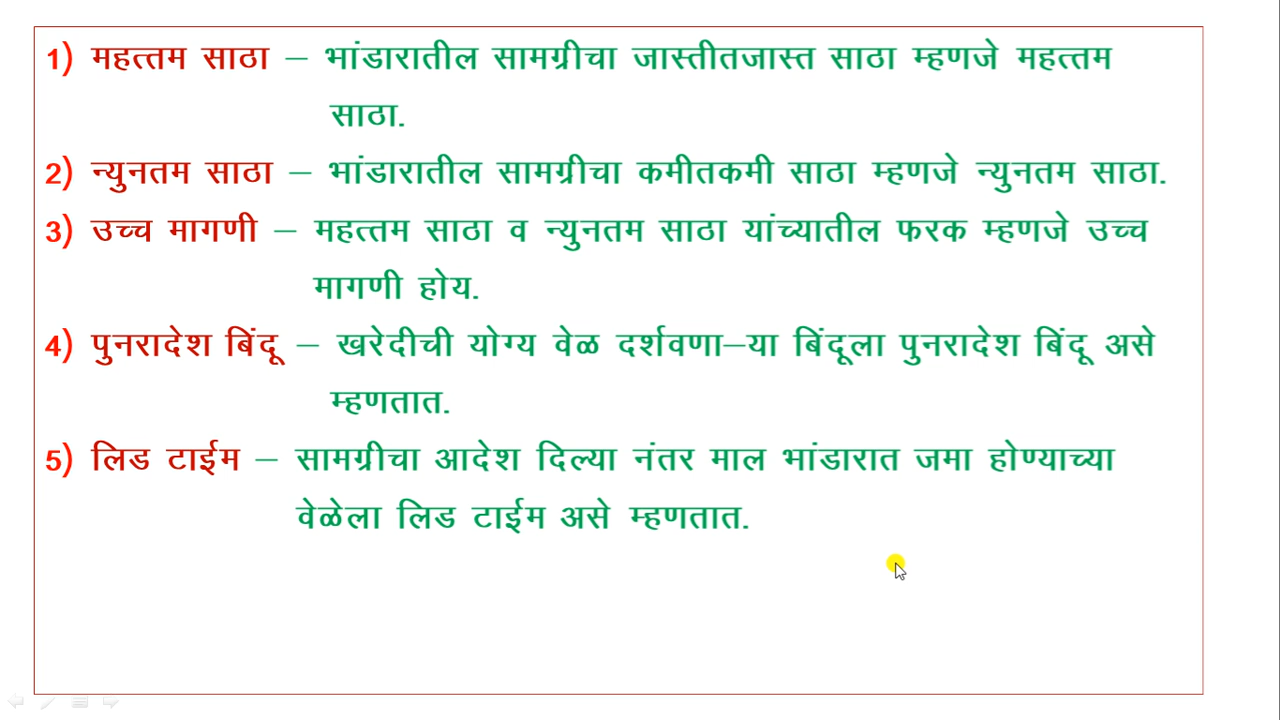 1) महत्तम साठा – भांडारातील सामग्रीचा जास्तीतजास्त साठा म्हणजे महत्तम
साठा.
2) न्युनतम साठा – भांडारातील सामग्रीचा कमीतकमी साठा म्हणजे न्युनतम साठा.
3) उच्च मागणी – महत्तम साठा व न्युनतम साठा यांच्यातील फरक म्हणजे उच्च
मागणी होय.
4) पुनरादेश बिंदू – खरेदीची योग्य वेळ दर्शवणा–या बिंदूला पुनरादेश बिंदू असे
म्हणतात.
5) लिड टाईम – सामग्रीचा आदेश दिल्या नंतर माल भांडारात जमा होण्याच्या
वेळेला लिड टाईम असे म्हणतात.